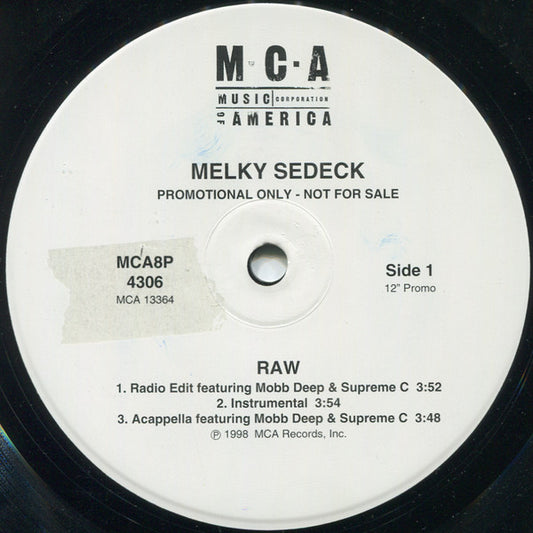 M·C·A
MUSIC CORPORATION
OF AMERICA
MELKY SEDECK
PROMOTIONAL ONLY - NOT FOR SALE
MCA8P
4306
MCA 13364
Side 1
12" Promo
RAW
1. Radio Edit featuring Mobb Deep & Supreme C 3:52
2. Instrumental 3:54
3. Acappella featuring Mobb Deep & Supreme C 3:48
℗ 1998 MCA Records, Inc.